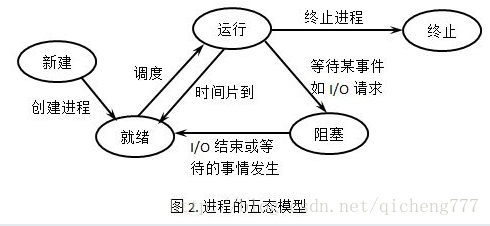 运行
终止进程
终止
新建
调度
等待某事件
如 I/O 请求
创建进程
时间片到
就绪
I/O 结束或等
待的事情发生
阻塞
图 2. 进程的五态模型
dn.net/qicheng777